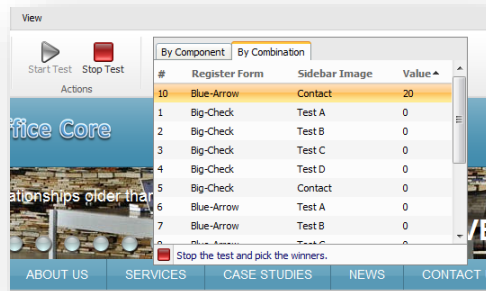 View
Start Test Stop Test
Actions
By Component By Combination
# Register Form Sidebar Image Value
10 Blue-Arrow Contact 20
1 Big-Check Test A 0
2 Big-Check Test B 0
3 Big-Check Test C 0
4 Big-Check Test D 0
5 Big-Check Contact 0
6 Blue-Arrow Test A 0
7 Blue-Arrow Test B 0
Stop the test and pick the winners.
ffice Core
ationships older than
ABOUT US SERVICES CASE STUDIES NEWS CONTACT